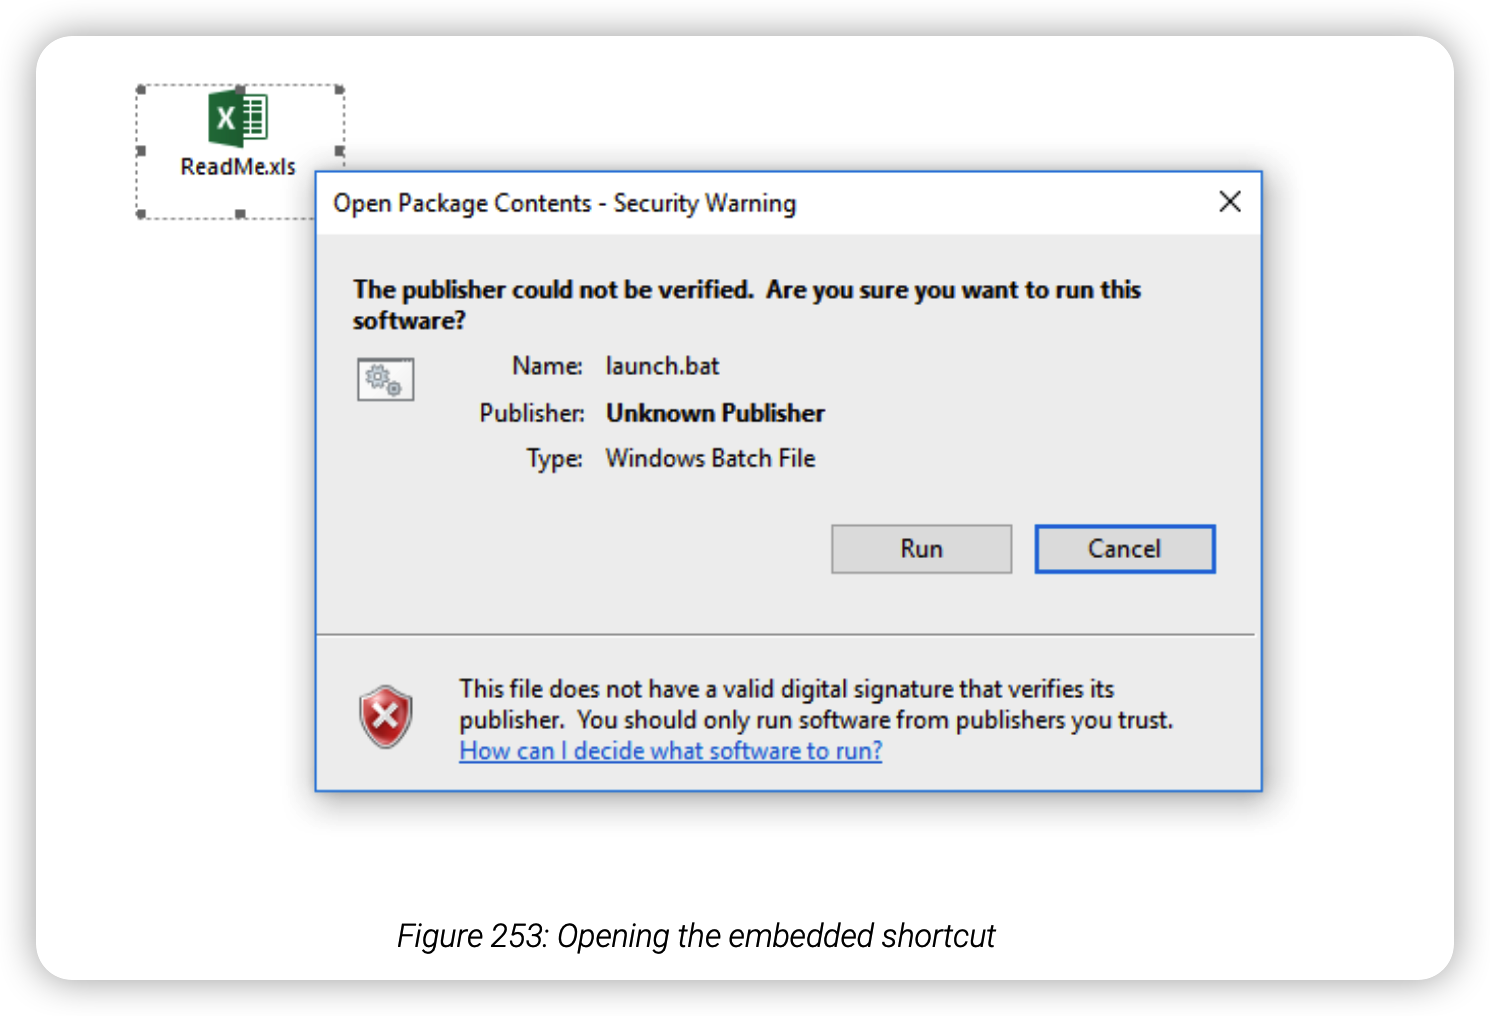 X
ReadMe.xls
Open Package Contents - Security Warning
The publisher could not be verified. Are you sure you want to run this
software?
Name: launch.bat
Publisher: Unknown Publisher
Type: Windows Batch File
Run Cancel
This file does not have a valid digital signature that verifies its
publisher. You should only run software from publishers you trust.
How can I decide what software to run?
Figure 253: Opening the embedded shortcut